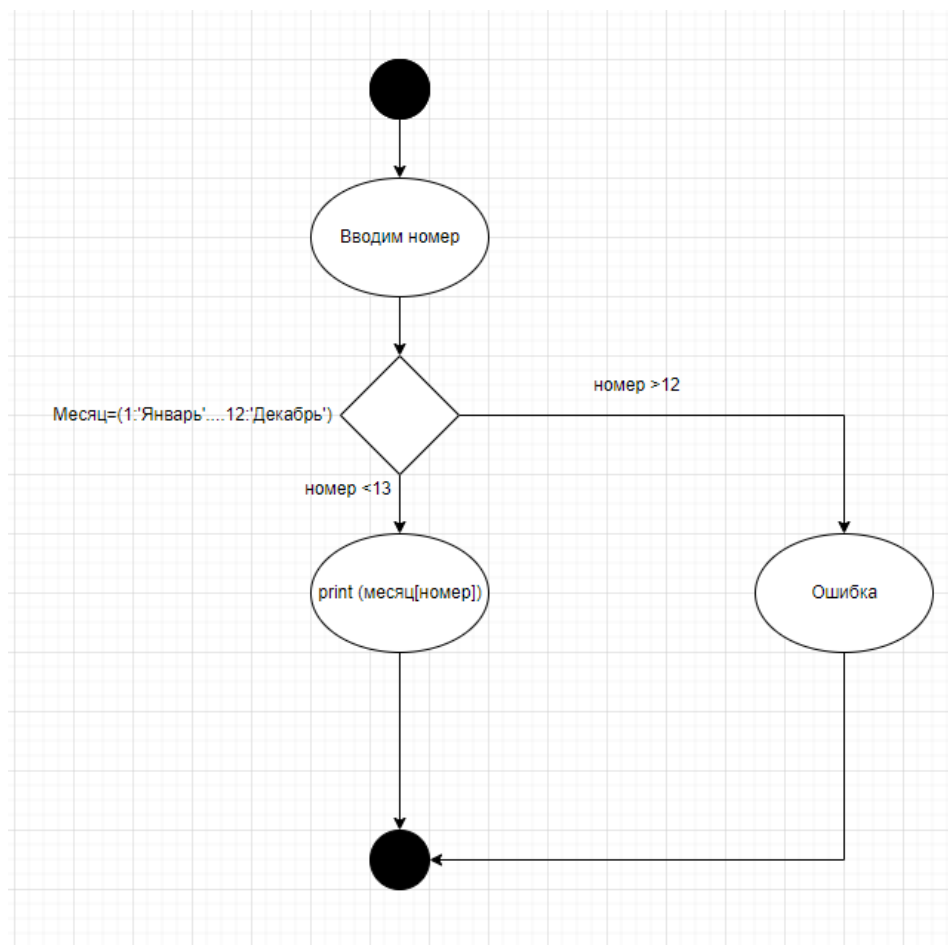 Вводим номер
номер >12
Месяц=(1:'Январь'....12:'Декабрь')
номер <13
print (месяц[номер])
Ошибка